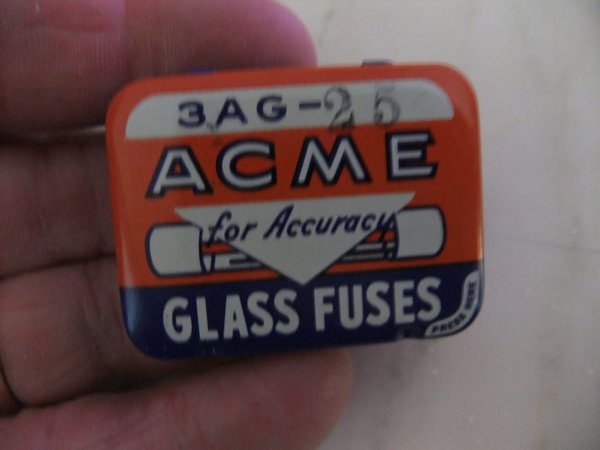 3AG-25
ACME
for Accuracy
GLASS FUSES
PRESS HERE